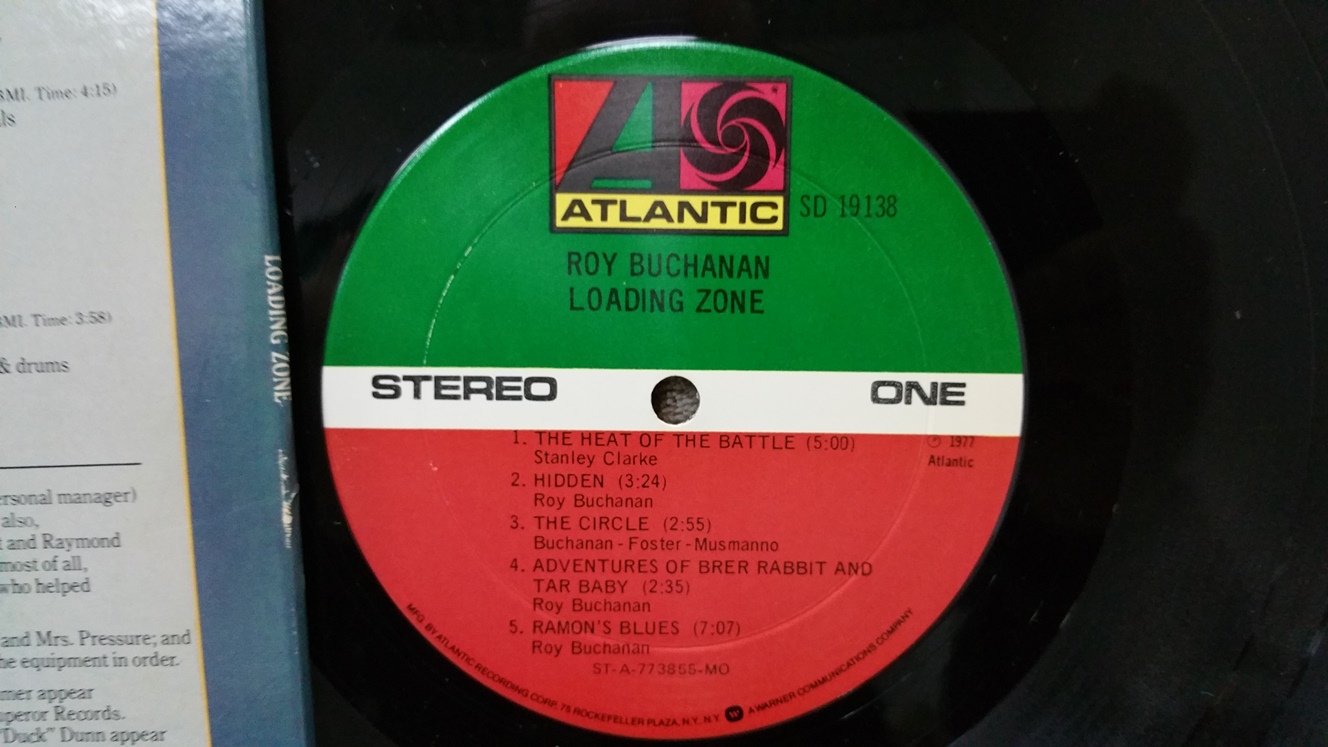 BMI. Time: 4:15)
BMI. Time: 3:58)
& drums
personal manager)
also,
and Raymond
most of all,
who helped
and Mrs. Pressure; and
the equipment in order.
appear
Records.
"Duck" Dunn appear
LOADING ZONE
ATLANTIC
SD 19138
ROY BUCHANAN
LOADING ZONE
STEREO
ONE
1. THE HEAT OF THE BATTLE (5:00)
Stanley Clarke
2. HIDDEN (3:24)
Roy Buchanan
3. THE CIRCLE (2:55)
Buchanan - Foster - Musmanno
4. ADVENTURES OF BRER RABBIT AND
TAR BABY (2:35)
Roy Buchanan
5. RAMON'S BLUES (7:07)
Roy Buchanan
ST-A-773855-MO
℗ 1977
Atlantic
MFG. BY ATLANTIC RECORDING CORP., 75 ROCKEFELLER PLAZA, N.Y., N.Y. W A WARNER COMMUNICATIONS COMPANY